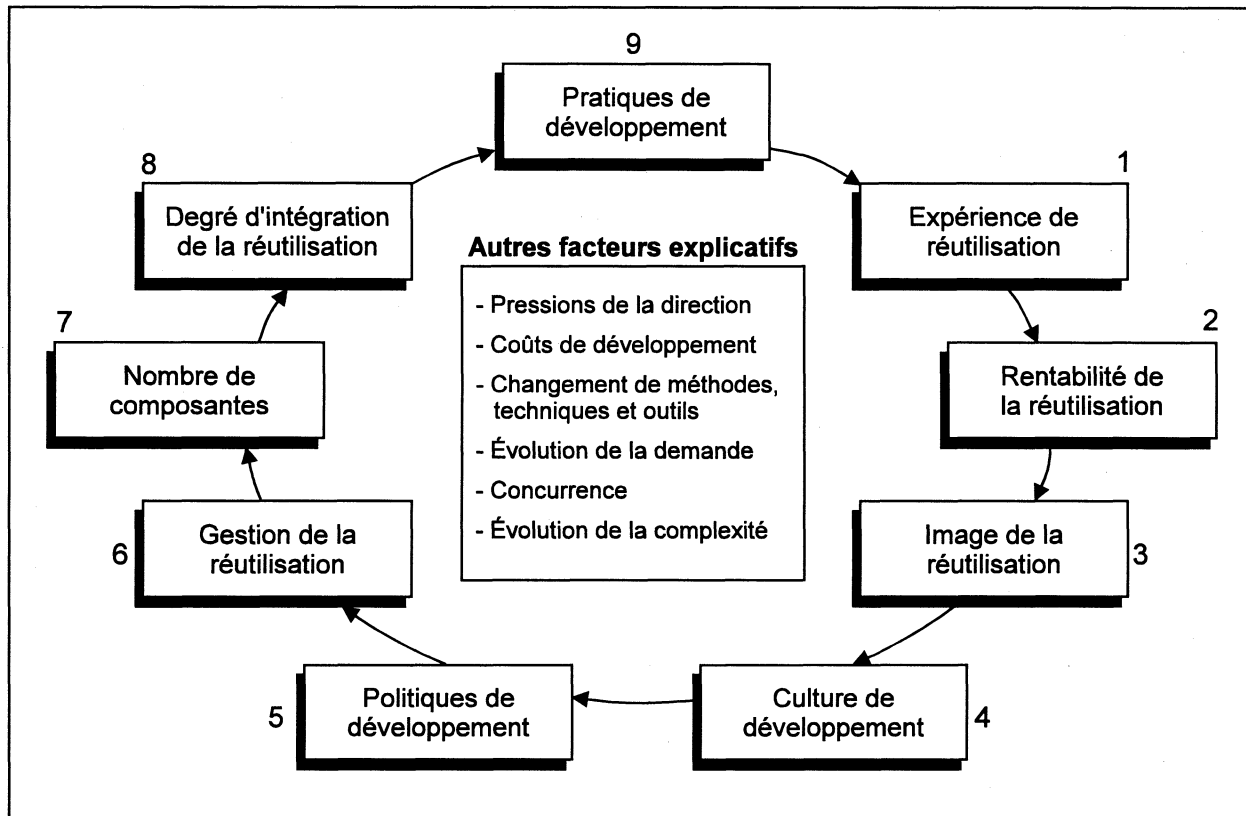 9
Pratiques de
développement
1
Expérience de
réutilisation
2
Rentabilité de
la réutilisation
3
Image de la
réutilisation
4
Culture de
développement
5
Politiques de
développement
6
Gestion de la
réutilisation
7
Nombre de
composantes
8
Degré d'intégration
de la réutilisation
Autres facteurs explicatifs
- Pressions de la direction
- Coûts de développement
- Changement de méthodes,
techniques et outils
- Évolution de la demande
- Concurrence
- Évolution de la complexité